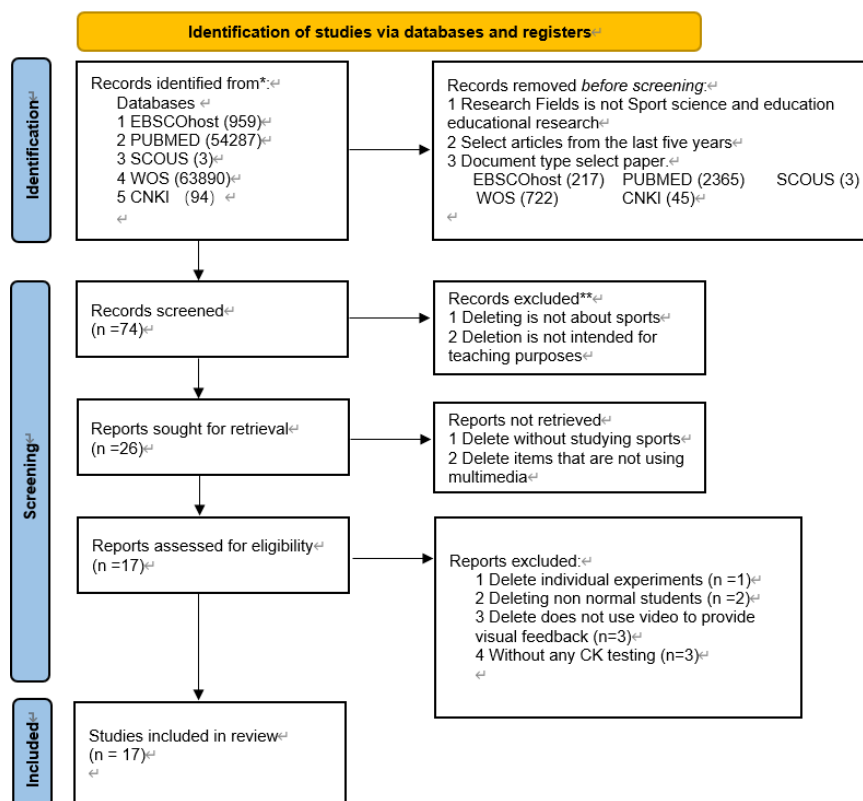 Identification of studies via databases and registers↵
Identification↵
Records identified from*:↵
Databases ↵
1 EBSCOhost (959)↵
2 PUBMED (54287)↵
3 SCOUS (3)↵
4 WOS (63890)↵
5 CNKI (94) ↵
↵
Records removed before screening:↵
1 Research Fields is not Sport science and education
educational research↵
2 Select articles from the last five years↵
3 Document type select paper.↵
EBSCOhost (217) PUBMED (2365) SCOUS (3)↵
WOS (722) CNKI (45)↵
↵
Screening↵
Records screened↵
(n =74)↵
Records excluded**↵
1 Deleting is not about sports↵
2 Deletion is not intended for
teaching purposes↵
Reports sought for retrieval↵
(n =26)↵
Reports not retrieved↵
1 Delete without studying sports↵
2 Delete items that are not using
multimedia↵
Reports assessed for eligibility↵
(n =17)↵
Reports excluded:↵
1 Delete individual experiments (n =1)↵
2 Deleting non normal students (n =2)↵
3 Delete does not use video to provide
visual feedback (n=3)↵
4 Without any CK testing (n=3)↵
↵
Included↵
Studies included in review↵
(n = 17)↵
↵